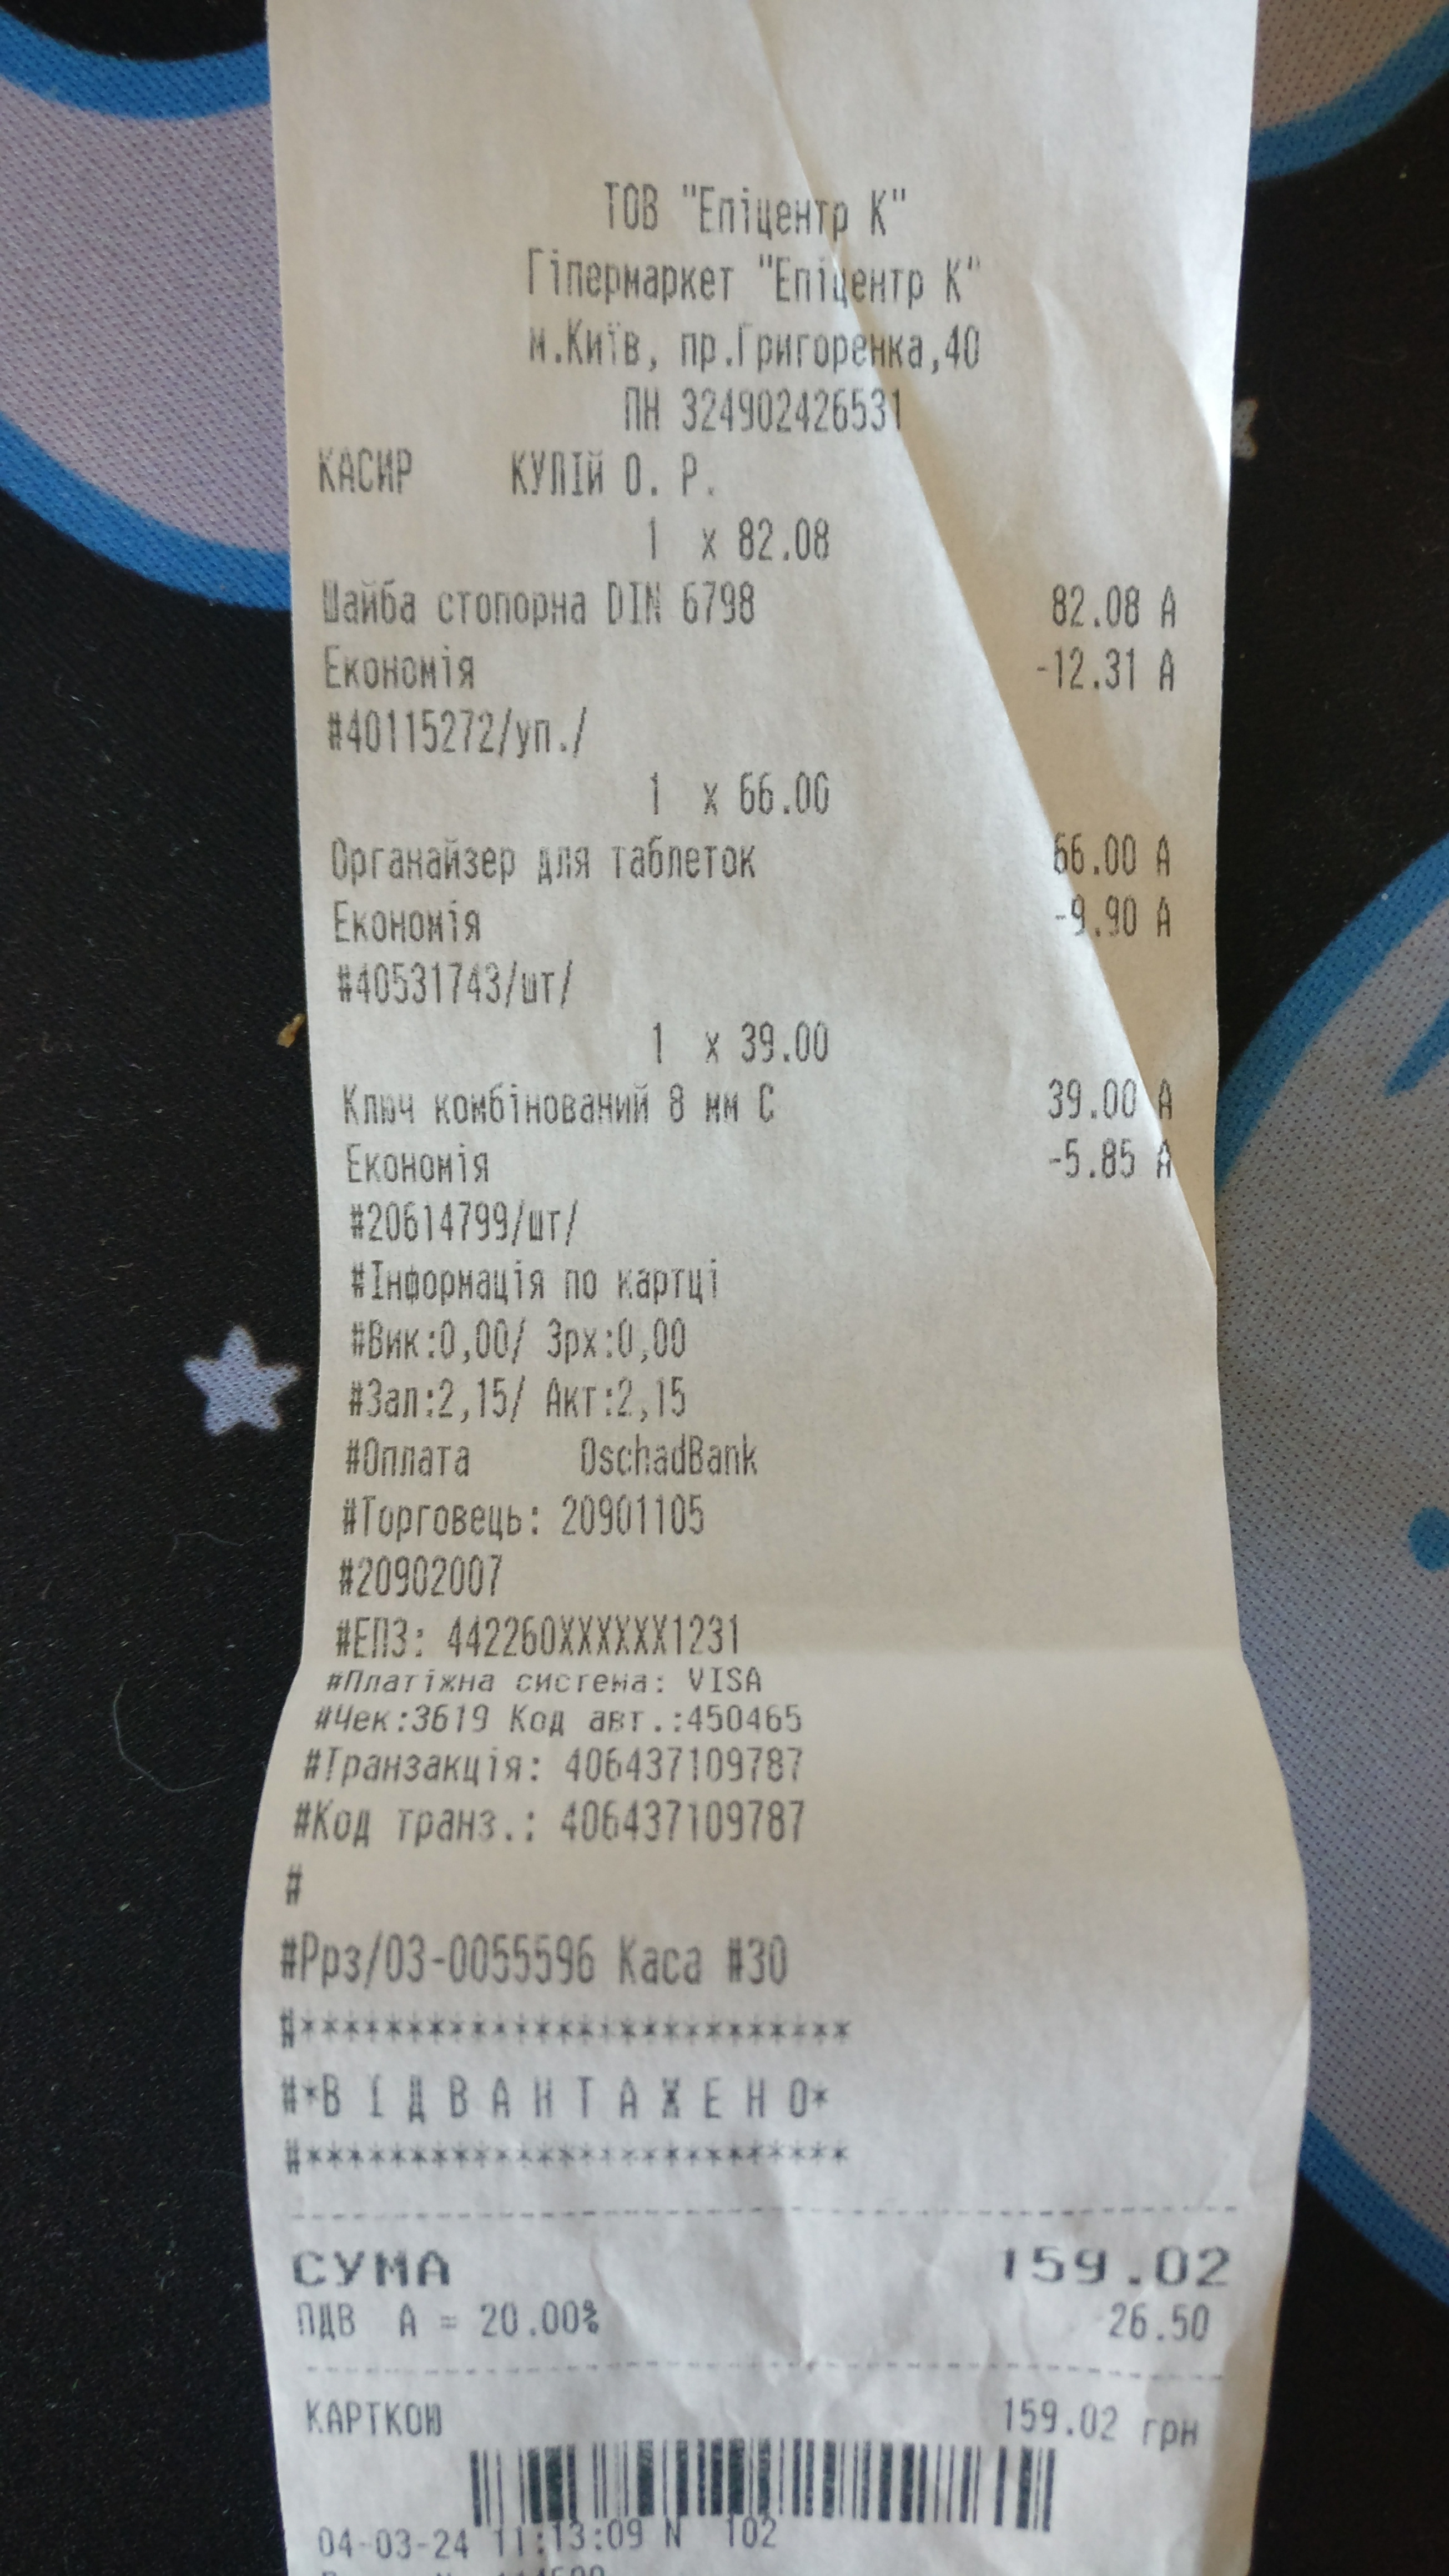 ТОВ "Епіцентр К"
Гіпермаркет "Епіцентр К"
м.Київ, пр.Григоренка,40
ПН 324902426531
КАСИР КУЛІЙ О. Р.
1 x 82.08
Шайба стопорна DIN 6798 82.08 А
Економія -12.31 А
#40115272/уп./
1 x 66.00
Органайзер для таблеток 66.00 А
Економія -9.90 А
#40531743/шт/
1 x 39.00
Ключ комбінований 8 мм С 39.00 А
Економія -5.85 А
#20614799/шт/
#Інформація по картці
#Вик:0,00/ Зрх:0,00
#Зал:2,15/ Акт:2,15
#Оплата OschadBank
#Торговець: 20901105
#20902007
#ЕПЗ: 442260XXXXXX1231
#Платіжна система: VISA
#Чек:3619 Код авт.:450465
#Транзакція: 406437109787
#Код транз.: 406437109787
#
#Ррз/03-0055596 Каса #30
#**************************
#*В І Д В А Н Т А Ж Е Н О*
#**************************
СУМА 159.02
ПДВ А = 20.00% 26.50
КАРТКОЮ 159.02 грн
04-03-24 11:13:09 N 102